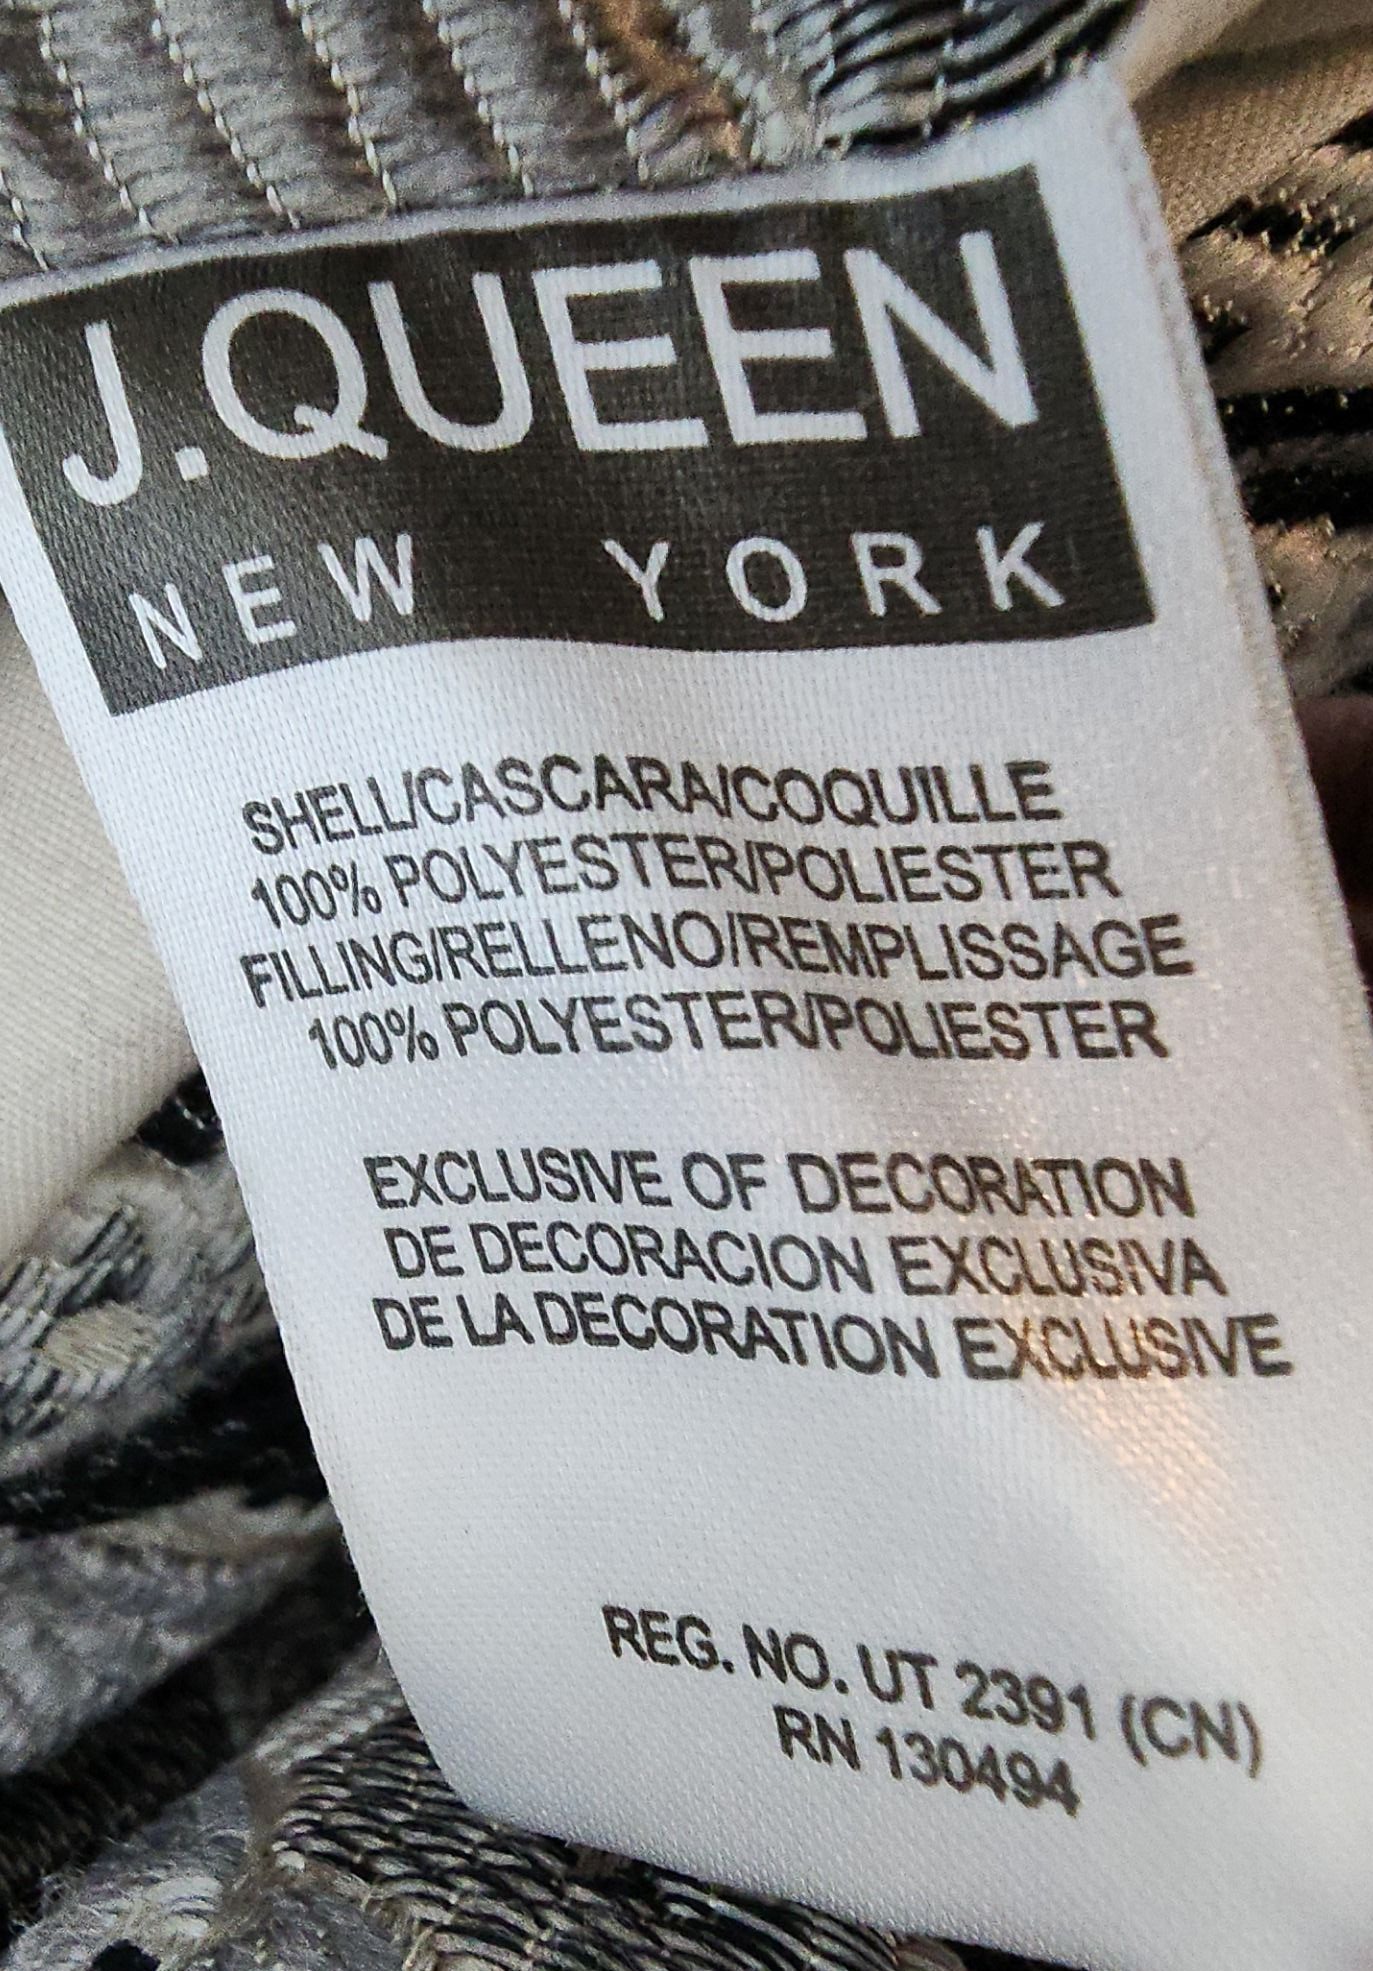 J.QUEEN
NEW YORK
SHELL/CASCARA/COQUILLE
100% POLYESTER/POLIESTER
FILLING/RELLENO/REMPLISSAGE
100% POLYESTER/POLIESTER
EXCLUSIVE OF DECORATION
DE DECORACION EXCLUSIVA
DE LA DECORATION EXCLUSIVE
REG. NO. UT 2391 (CN)
RN 130494